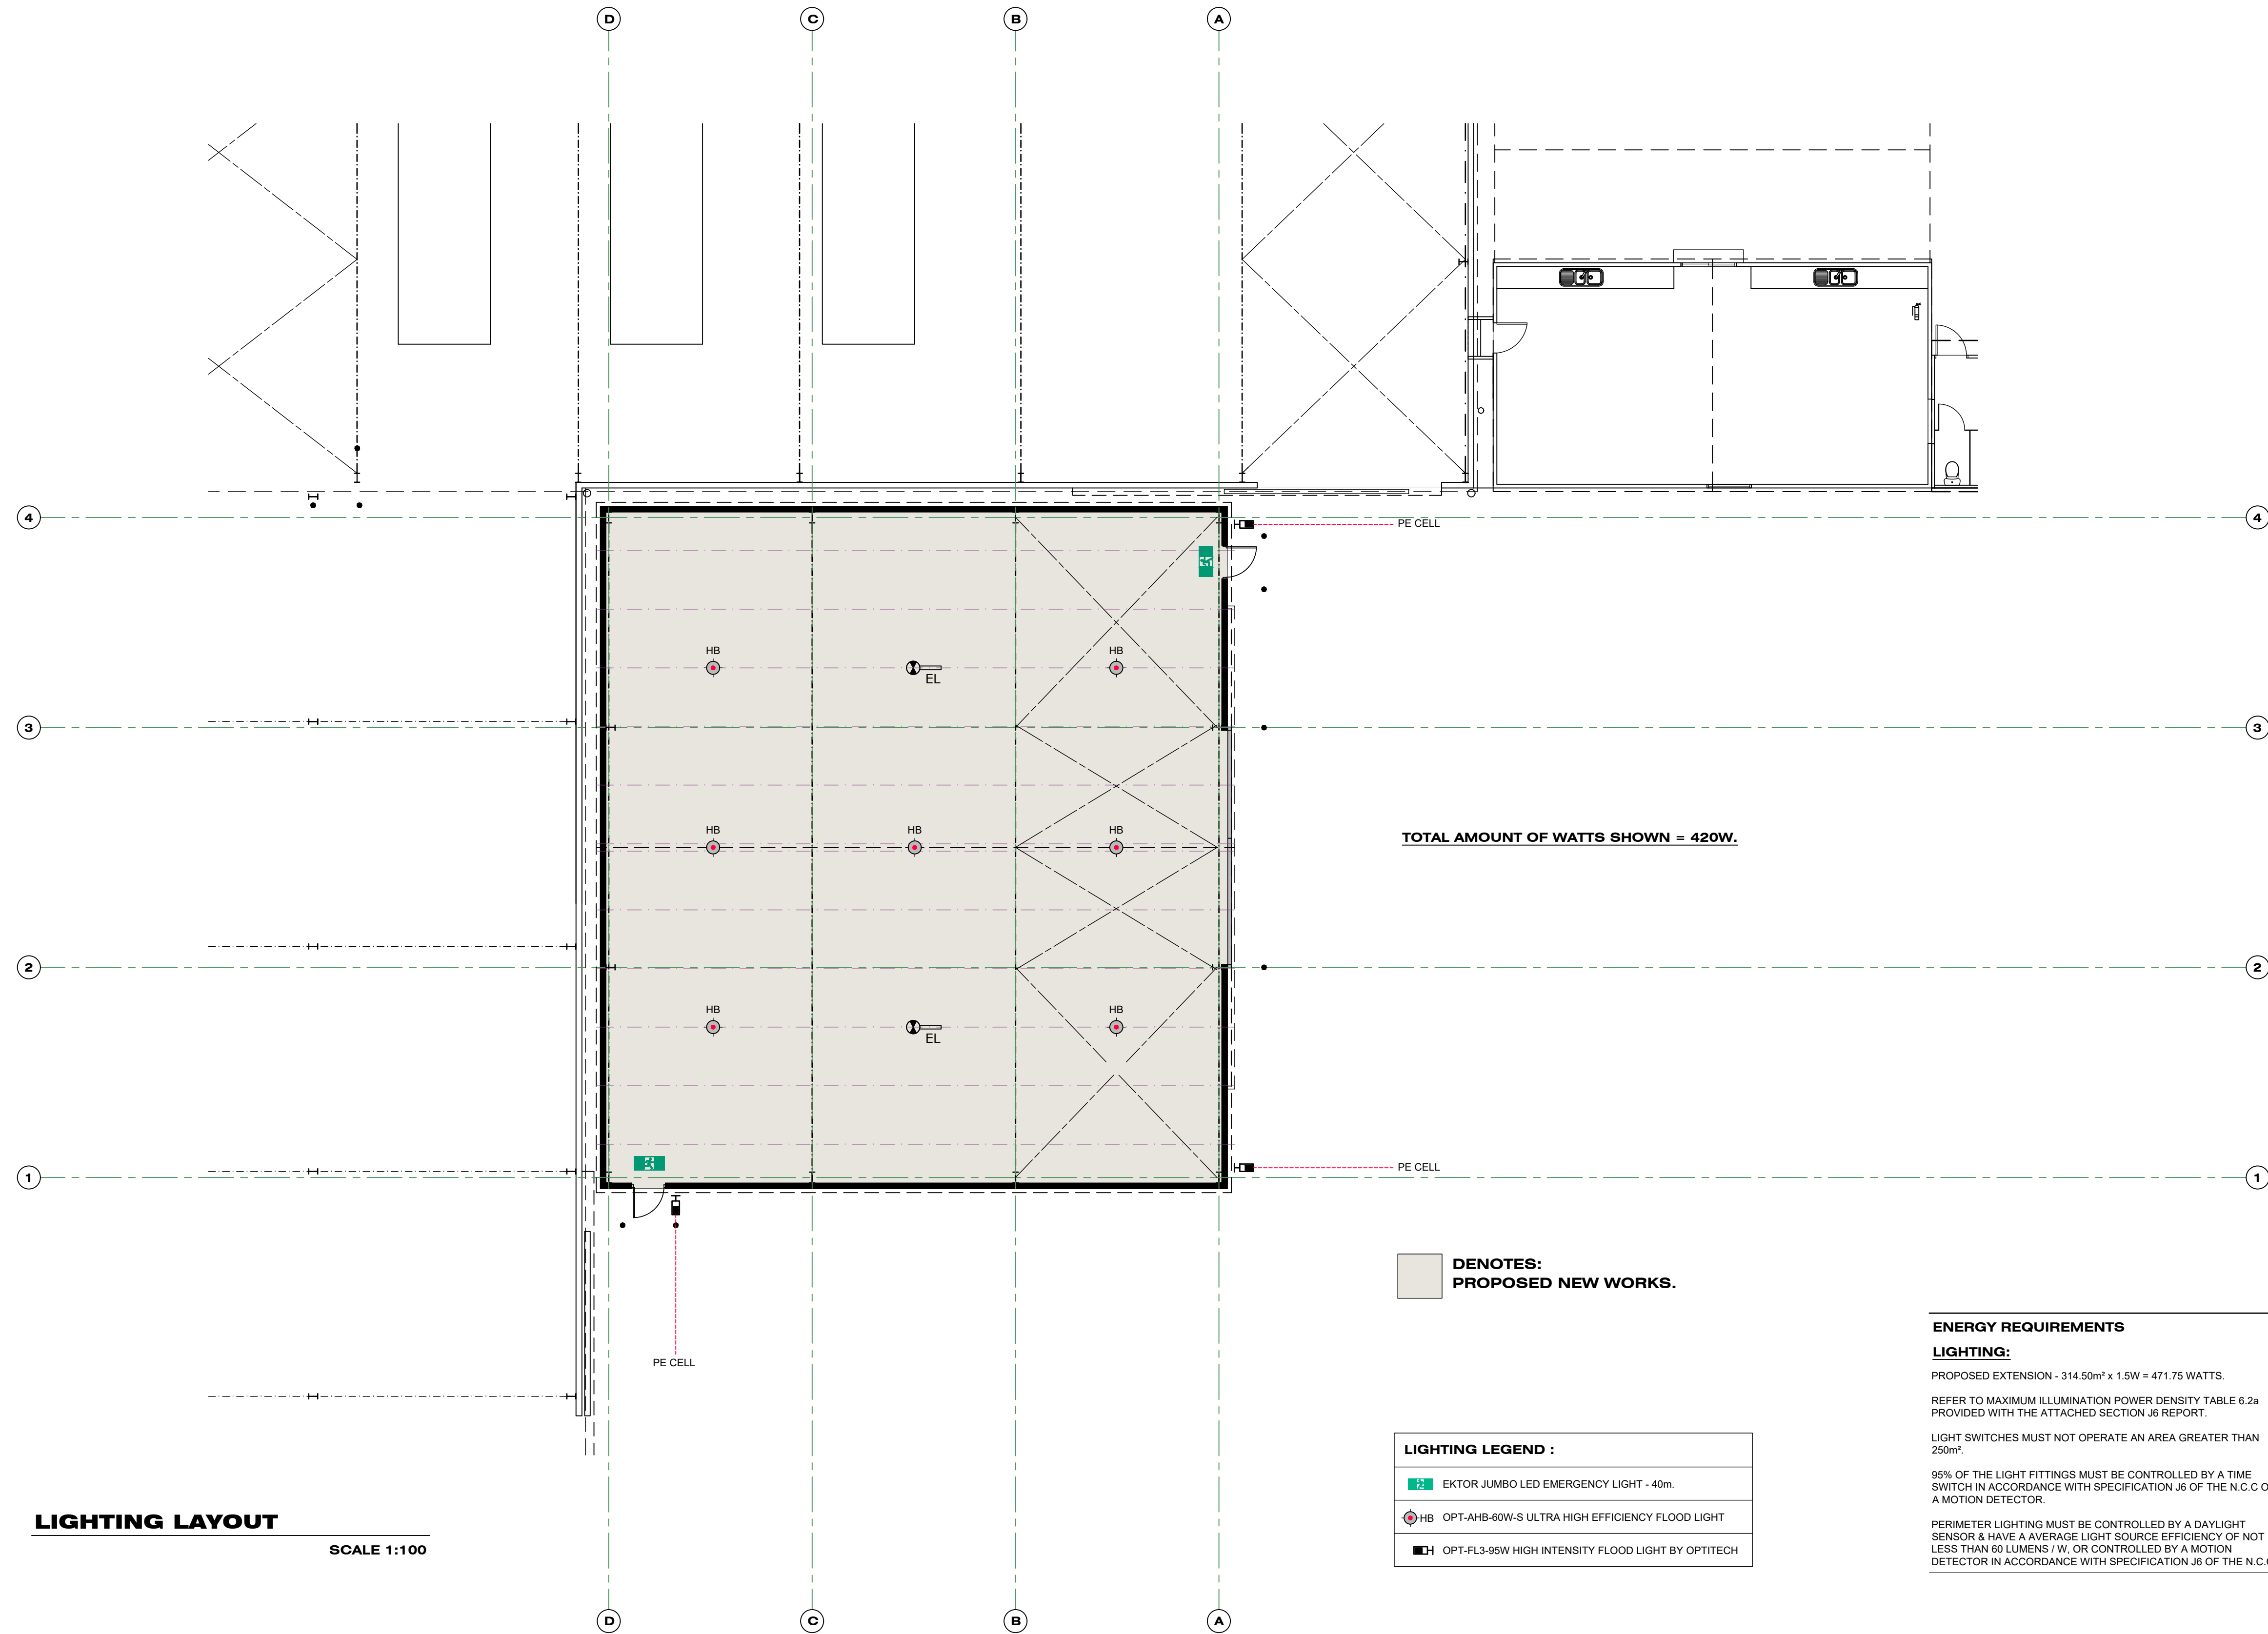 D
C
B
A
4
PE CELL
4
HB
HB
EL
3
3
HB
HB
HB
TOTAL AMOUNT OF WATTS SHOWN = 420W.
2
2
HB
HB
EL
1
PE CELL
1
PE CELL
DENOTES:
PROPOSED NEW WORKS.
ENERGY REQUIREMENTS
LIGHTING:
PROPOSED EXTENSION - 314.50m² x 1.5W = 471.75 WATTS.
REFER TO MAXIMUM ILLUMINATION POWER DENSITY TABLE 6.2a
PROVIDED WITH THE ATTACHED SECTION J6 REPORT.
LIGHT SWITCHES MUST NOT OPERATE AN AREA GREATER THAN
250m².
95% OF THE LIGHT FITTINGS MUST BE CONTROLLED BY A TIME
SWITCH IN ACCORDANCE WITH SPECIFICATION J6 OF THE N.C.C
A MOTION DETECTOR.
PERIMETER LIGHTING MUST BE CONTROLLED BY A DAYLIGHT
SENSOR & HAVE A AVERAGE LIGHT SOURCE EFFICIENCY OF NOT
LESS THAN 60 LUMENS / W, OR CONTROLLED BY A MOTION
DETECTOR IN ACCORDANCE WITH SPECIFICATION J6 OF THE
LIGHTING LEGEND :
EKTOR JUMBO LED EMERGENCY LIGHT - 40m.
HB OPT-AHB-60W-S ULTRA HIGH EFFICIENCY FLOOD LIGHT
OPT-FL3-95W HIGH INTENSITY FLOOD LIGHT BY OPTITECH
LIGHTING LAYOUT
SCALE 1:100
D
C
B
A